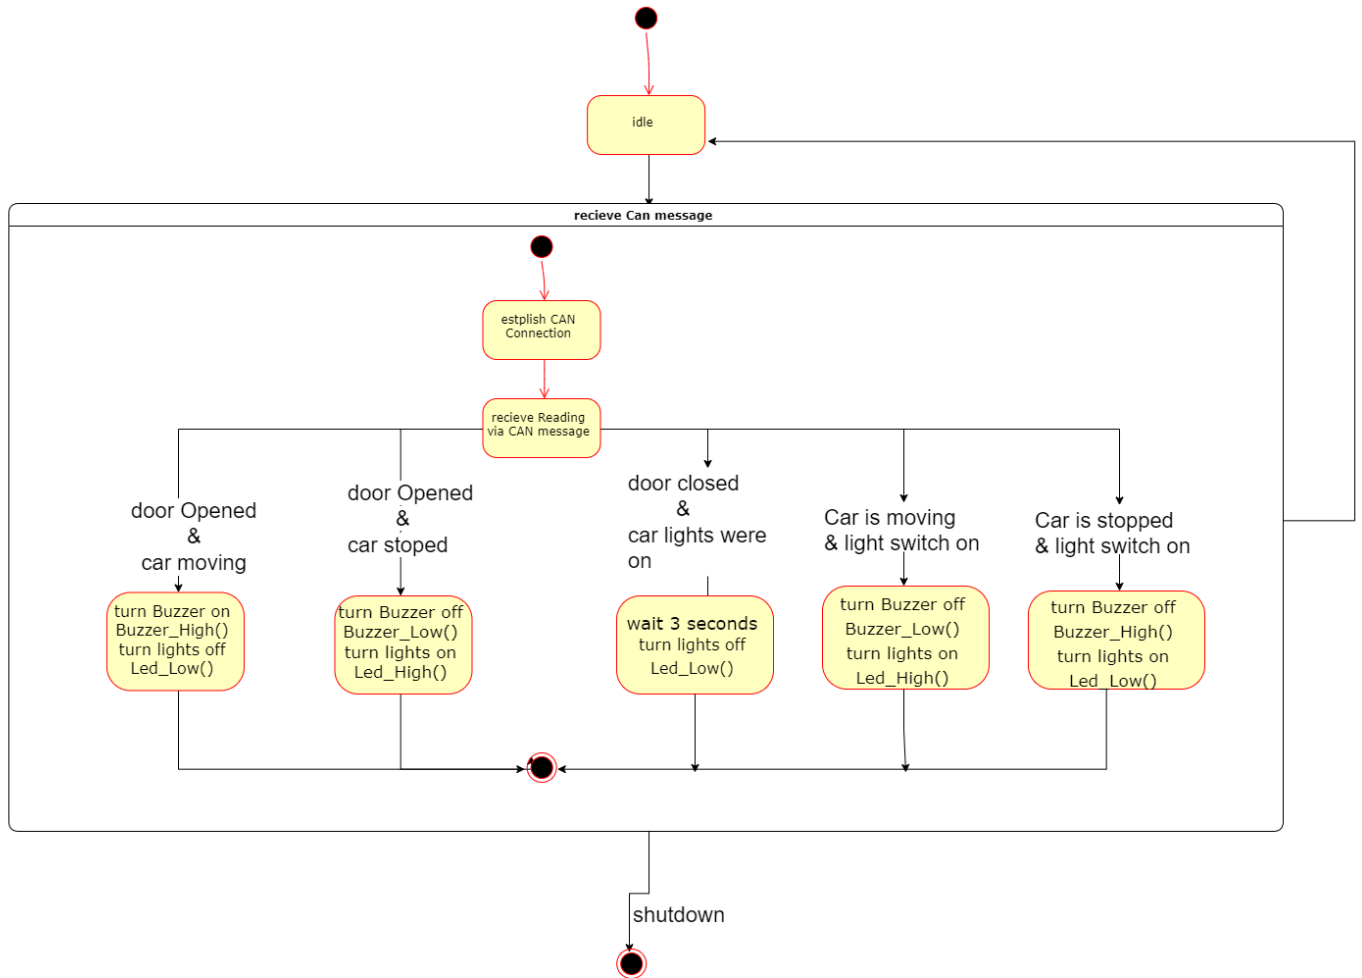 idle
recieve Can message
estplish CAN
Connection
recieve Reading
via CAN message
door Opened
&
car moving
door Opened
&
car stoped
door closed
&
car lights were
on
Car is moving
& light switch on
Car is stopped
& light switch on
turn Buzzer on
Buzzer_High()
turn lights off
Led_Low()
turn Buzzer off
Buzzer_Low()
turn lights on
Led_High()
wait 3 seconds
turn lights off
Led_Low()
turn Buzzer off
Buzzer_Low()
turn lights on
Led_High()
turn Buzzer off
Buzzer_High()
turn lights on
Led_Low()
shutdown